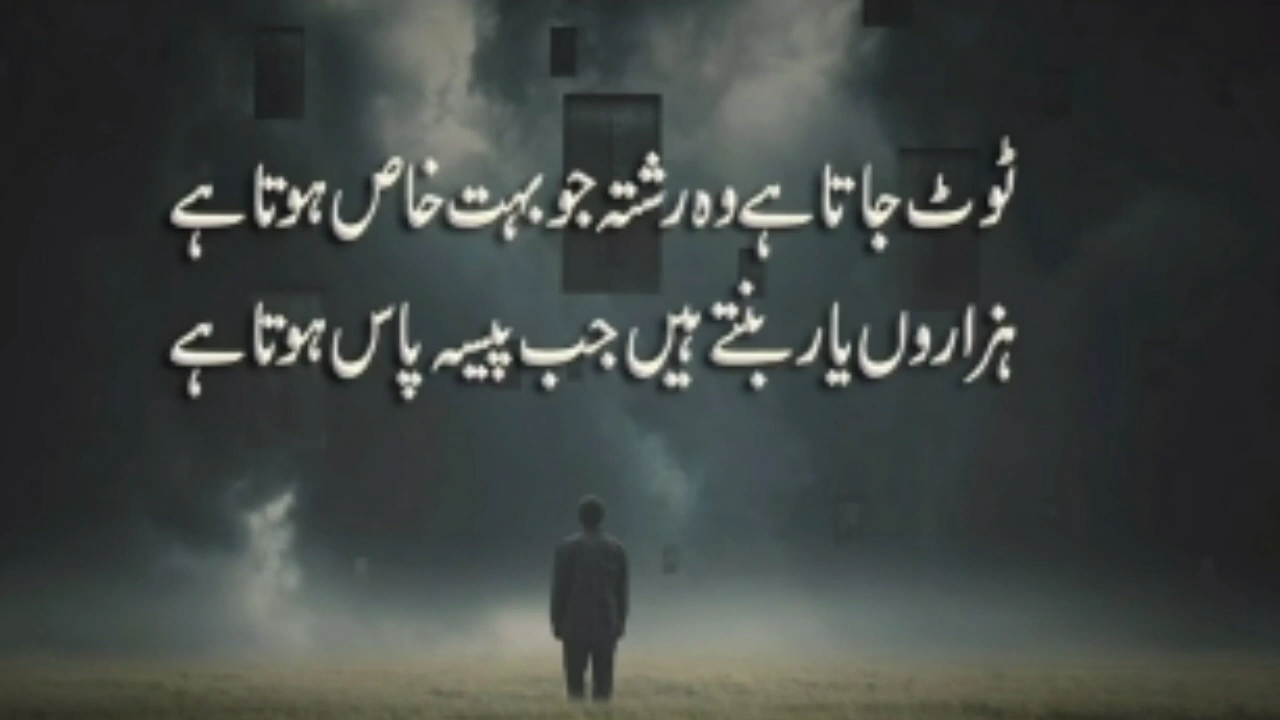 ٹوٹ جاتا ہے وہ رشتہ جو بہت خاص ہوتا ہے
ہزاروں یار بنتے ہیں جب پیسہ پاس ہوتا ہے